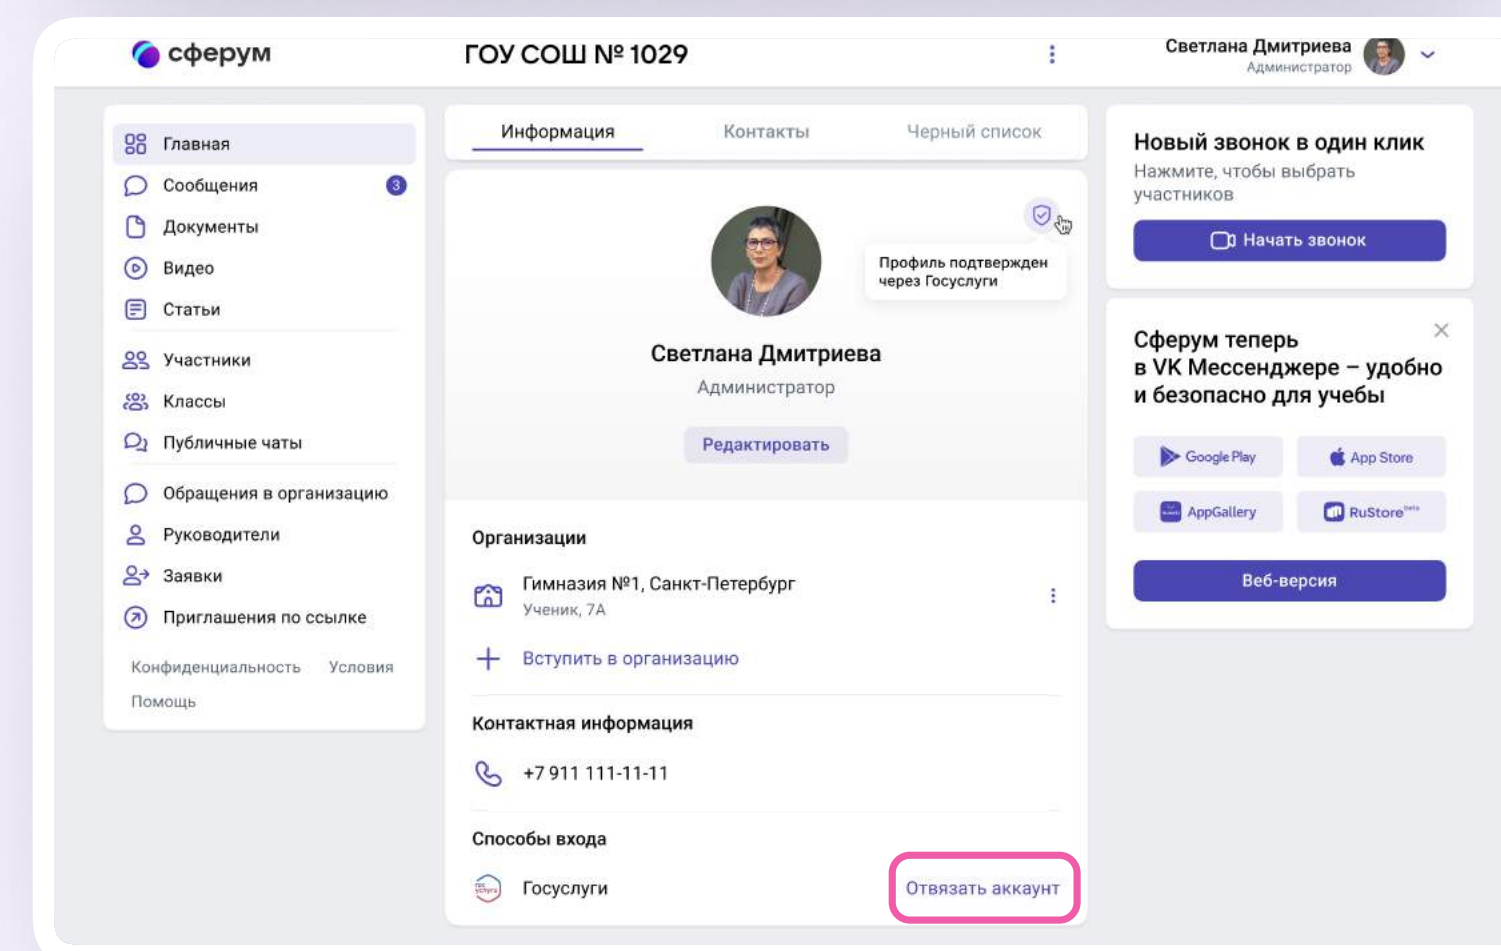 сферум
ГОУ СОШ № 1029
Светлана Дмитриева
Администратор
Главная
Сообщения
3
Документы
Видео
Статьи
Участники
Классы
Публичные чаты
Обращения в организацию
Руководители
Заявки
Приглашения по ссылке
Конфиденциальность Условия
Помощь
Информация Контакты Черный список
Профиль подтвержден
через Госуслуги
Светлана Дмитриева
Администратор
Редактировать
Организации
Гимназия №1, Санкт-Петербург
Ученик, 7А
Вступить в организацию
Контактная информация
+7 911 111-11-11
Способы входа
гос
услуги
Госуслуги
Отвязать аккаунт
Новый звонок в один клик
Нажмите, чтобы выбрать
участников
Начать звонок
Сферум теперь
в VK Мессенджере – удобно
и безопасно для учебы
Google Play
App Store
AppGallery
RuStore beta
Веб-версия